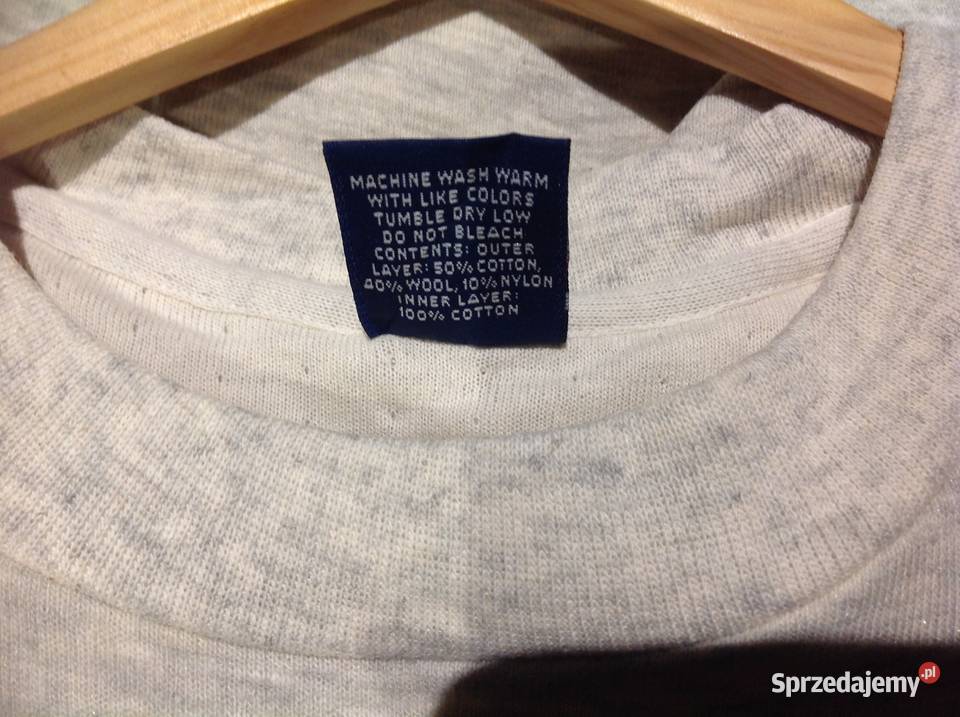 MACHINE WASH WARM
WITH LIKE COLORS
TUMBLE DRY LOW
DO NOT BLEACH
CONTENTS: OUTER
LAYER: 50% COTTON,
40% WOOL, 10% NYLON
INNER LAYER:
100% COTTON
Sprzedajemy.pl